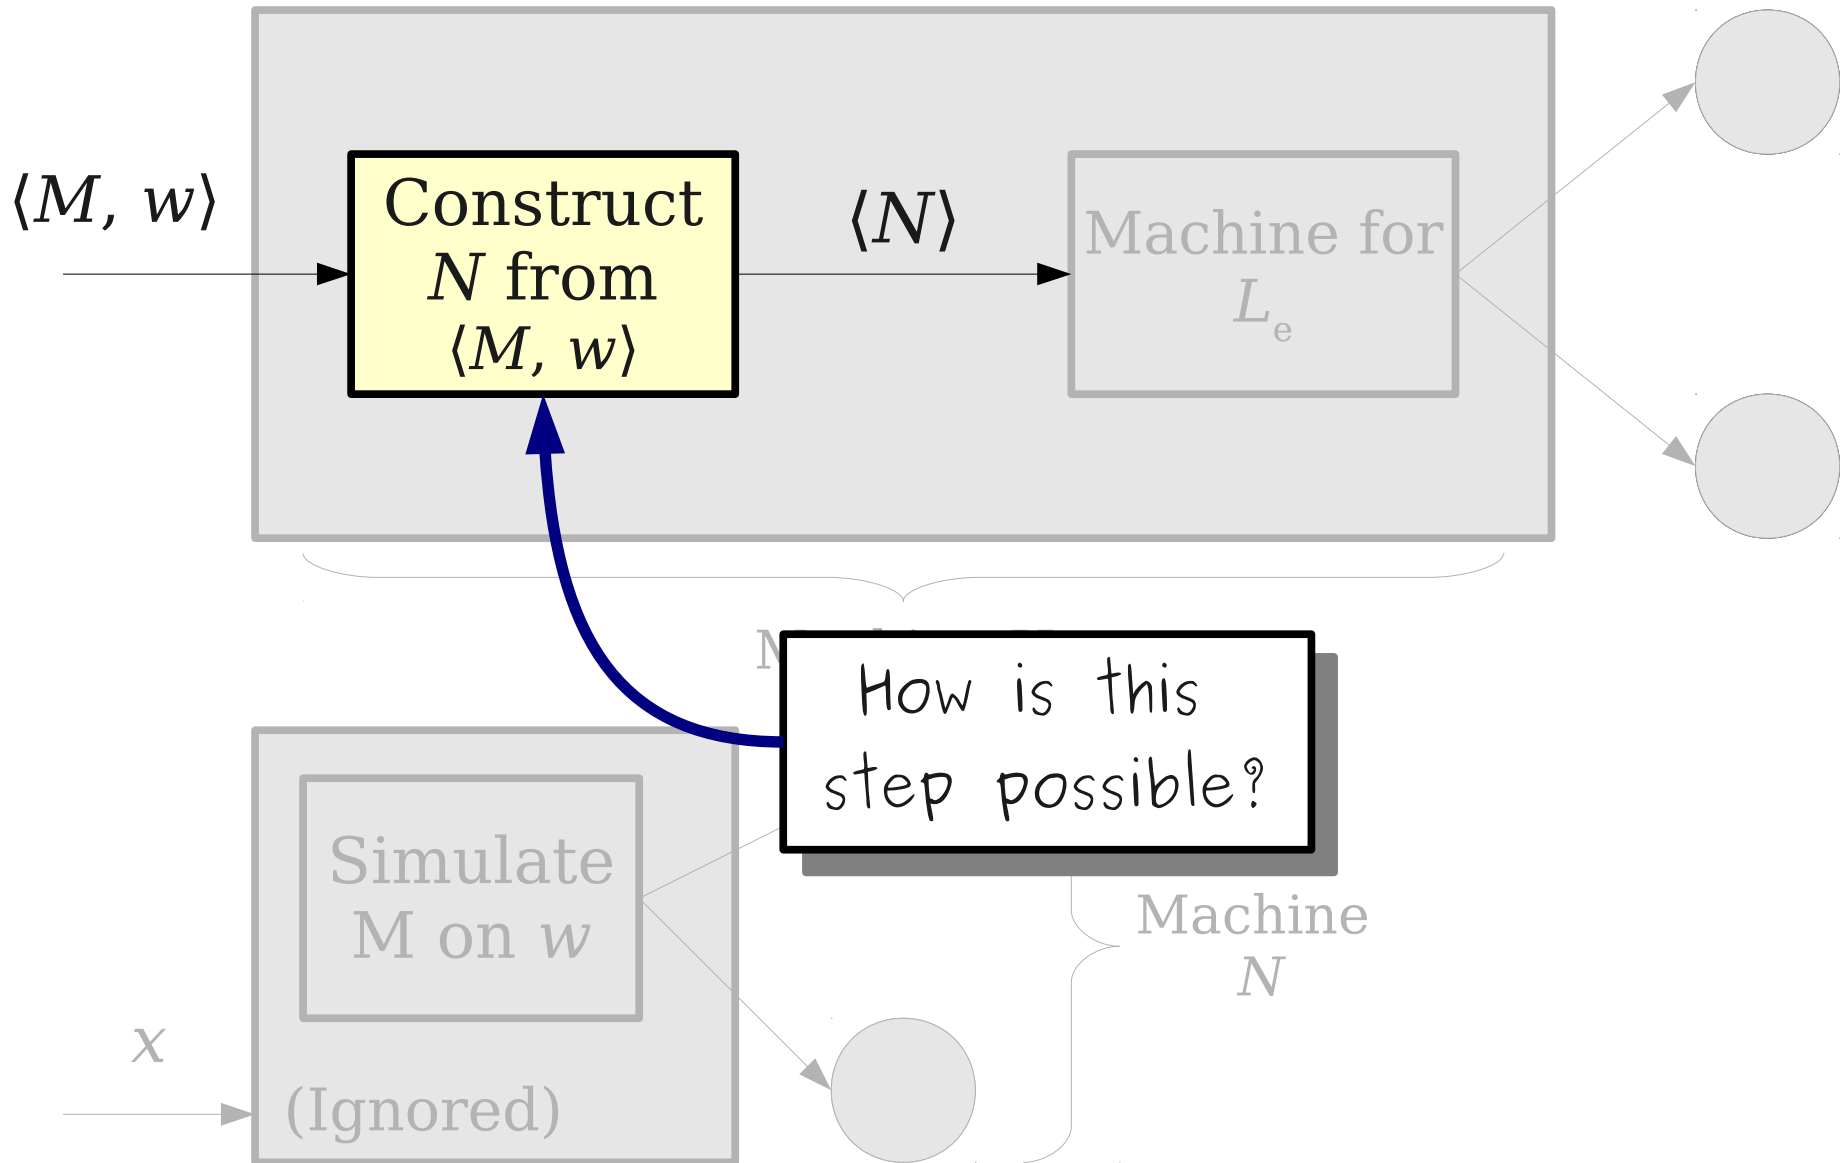 ⟨M, w⟩
Construct
N from
⟨M, w⟩
⟨N⟩
Machine for
Lₑ
How is this
step possible?
Simulate
M on w
x
(Ignored)
Machine
N